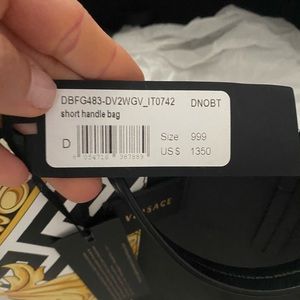 DBFG483-DV2WGV_IT0742 DNOBT
short handle bag
D
Size 999
US$ 1350
VERSACE